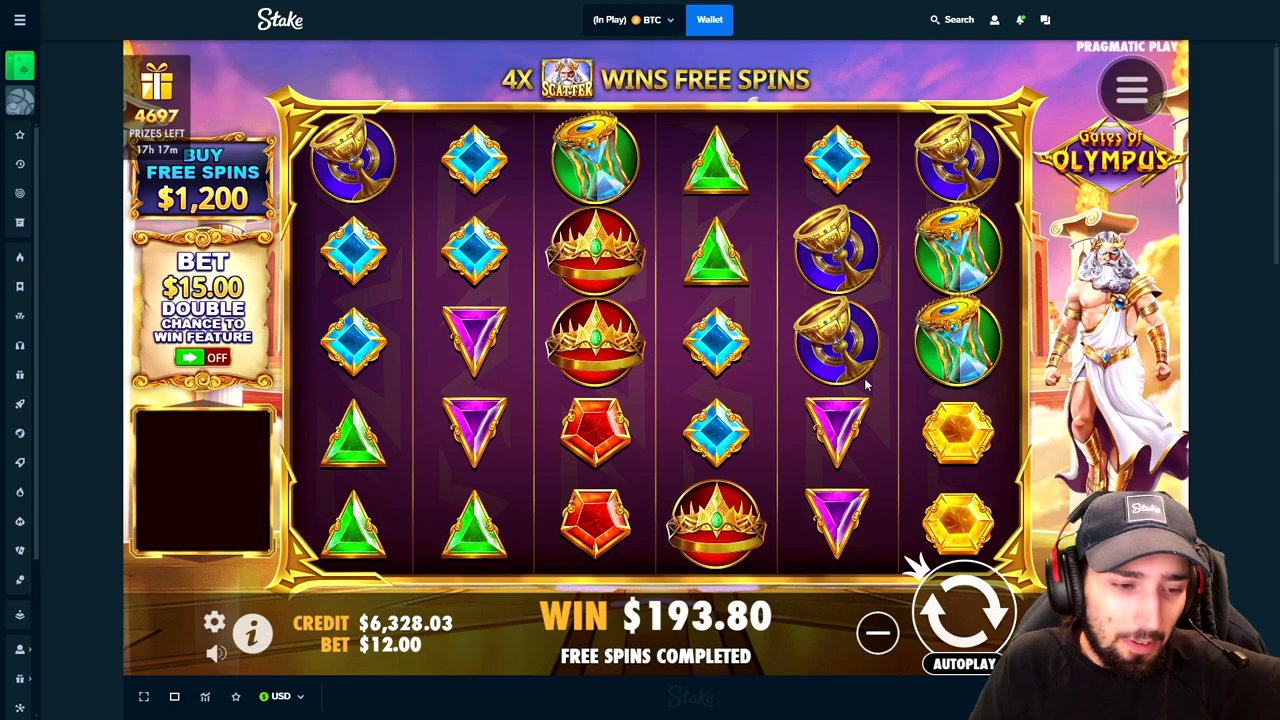 Stake
(In Play) BTC
Wallet
Search
PRAGMATIC PLAY
4X SCATTER WINS FREE SPINS
4697
PRIZES LEFT
17h 17m
BUY
FREE SPINS
$1,200
Gates of
OLYMPUS
BET
$15.00
DOUBLE
CHANCE TO
WIN FEATURE
OFF
Stake
CREDIT $6,328.03
BET $12.00
WIN $193.80
FREE SPINS COMPLETED
AUTOPLAY
USD
Stake